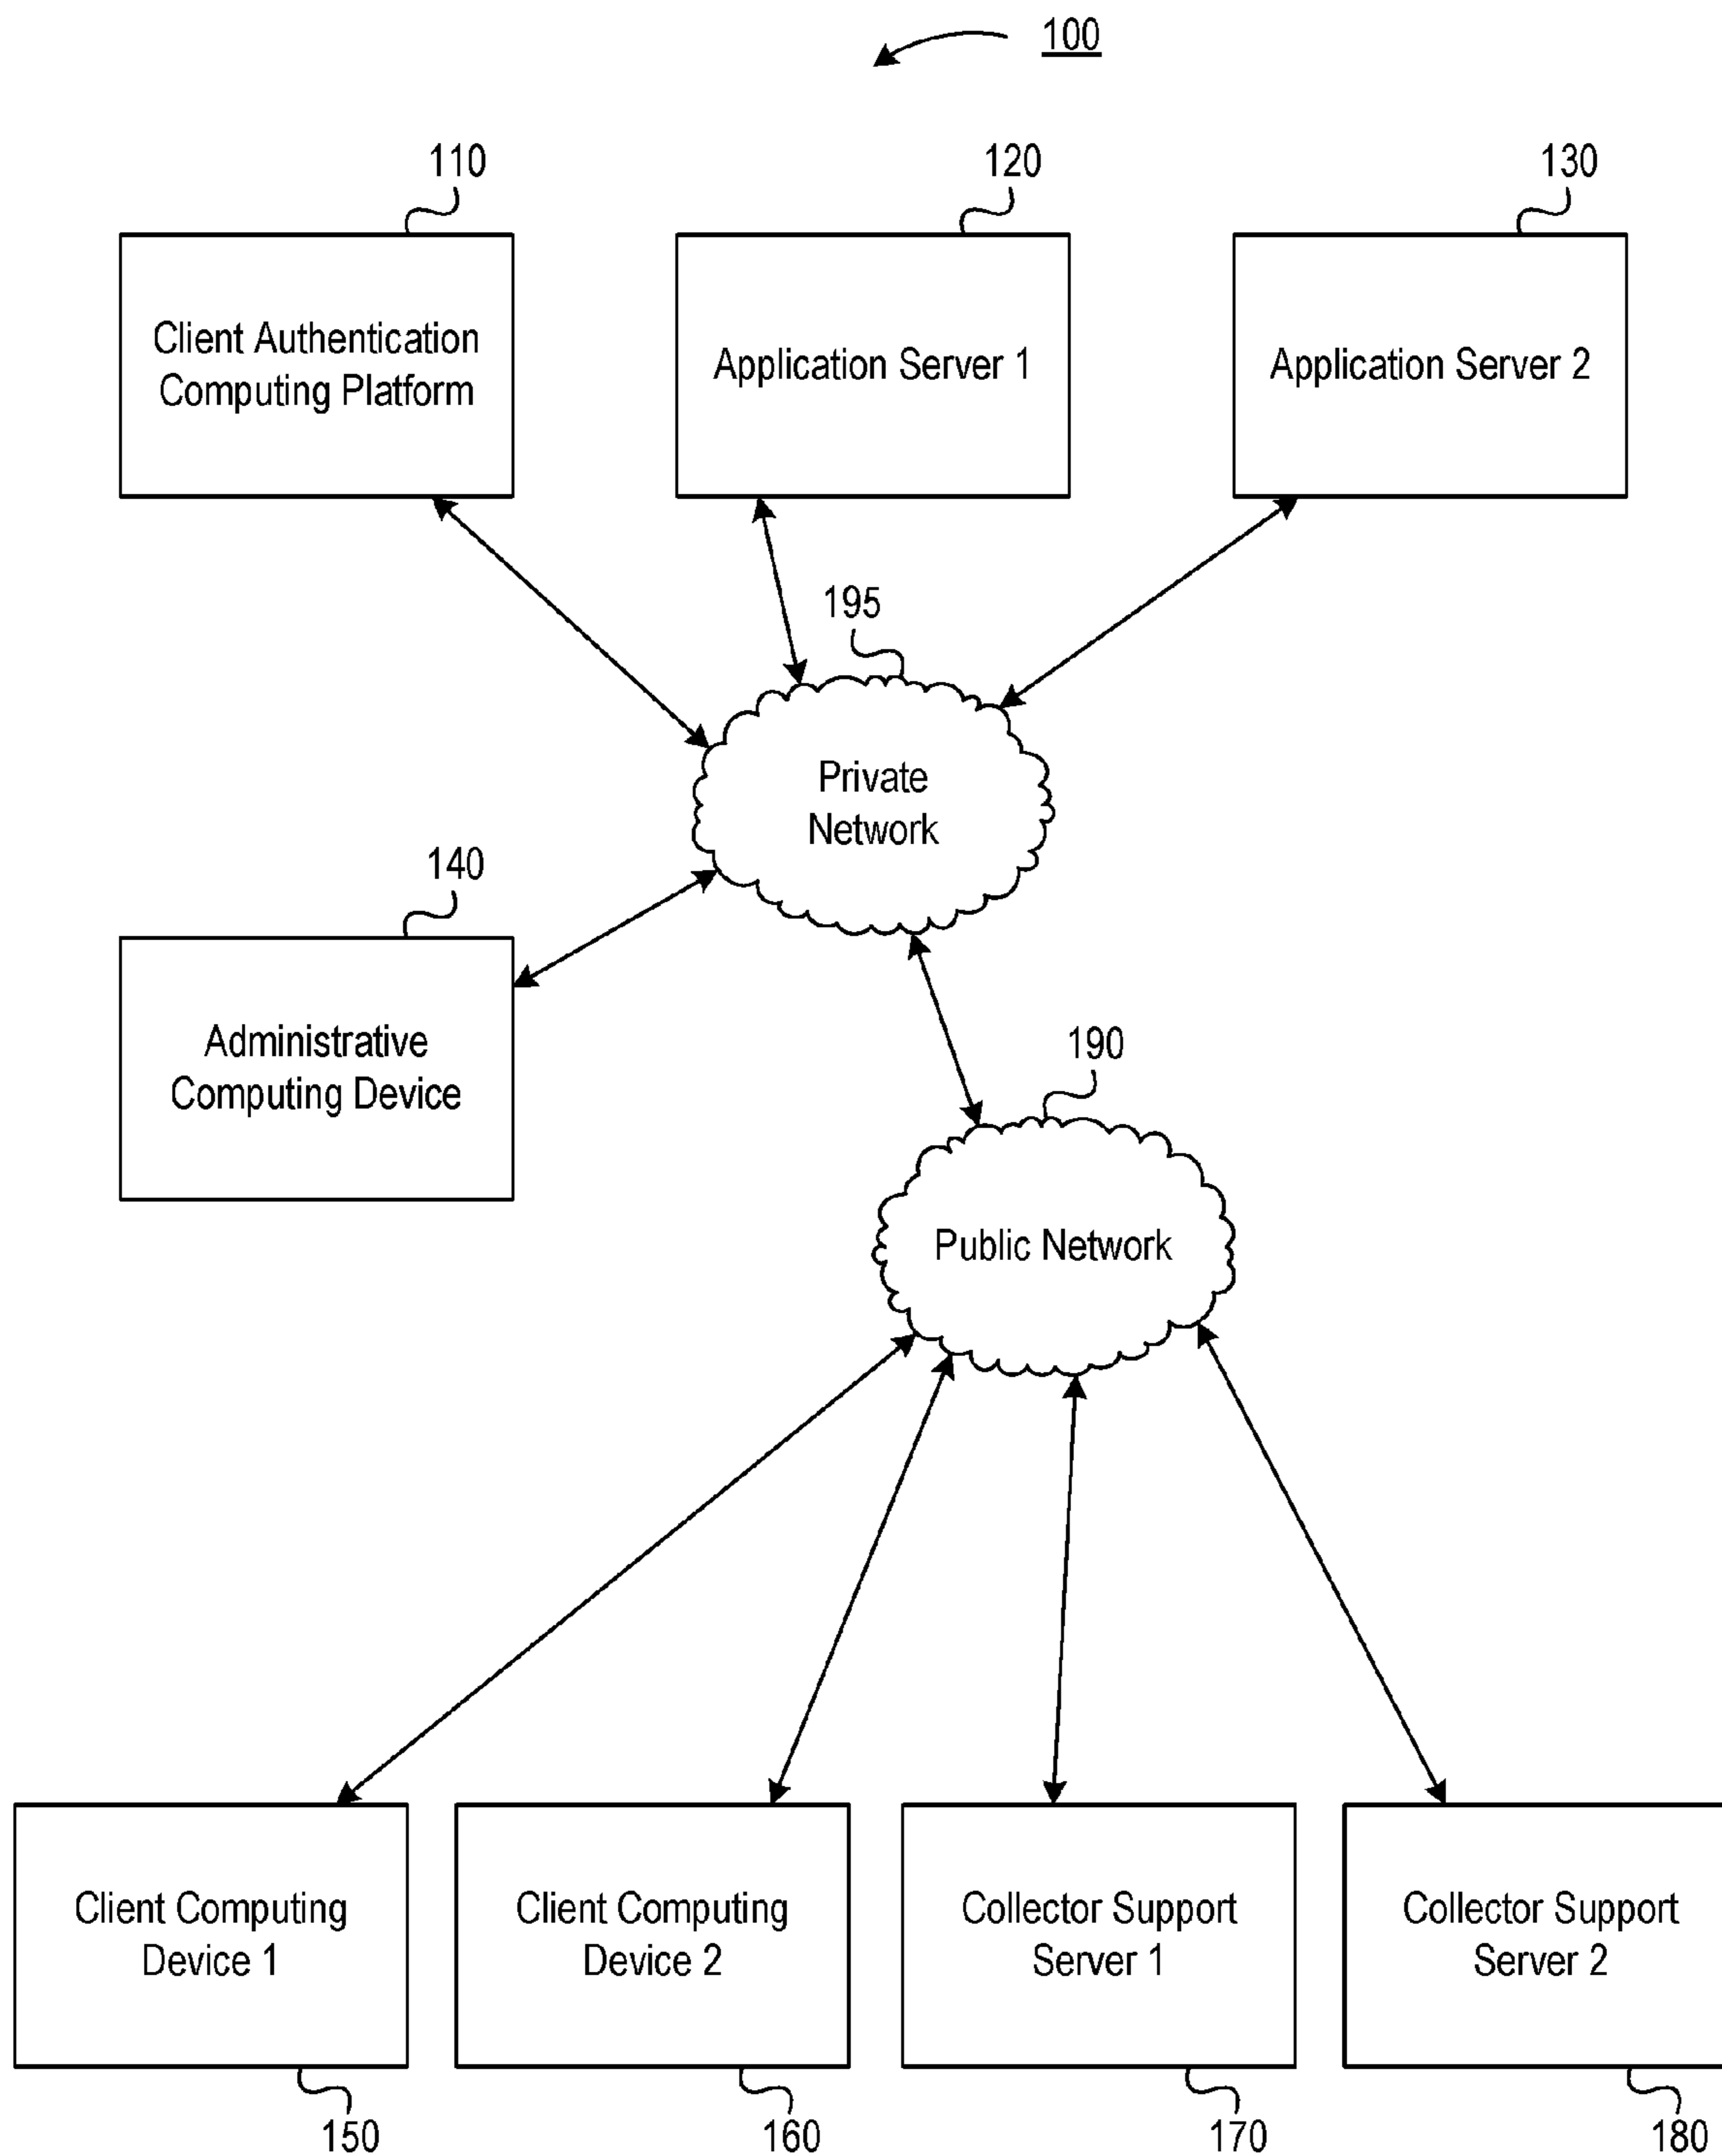 100
110
120
130
Client Authentication
Computing Platform
Application Server 1
Application Server 2
195
Private
Network
140
Administrative
Computing Device
190
Public Network
Client Computing
Device 1
Client Computing
Device 2
Collector Support
Server 1
Collector Support
Server 2
150
160
170
180